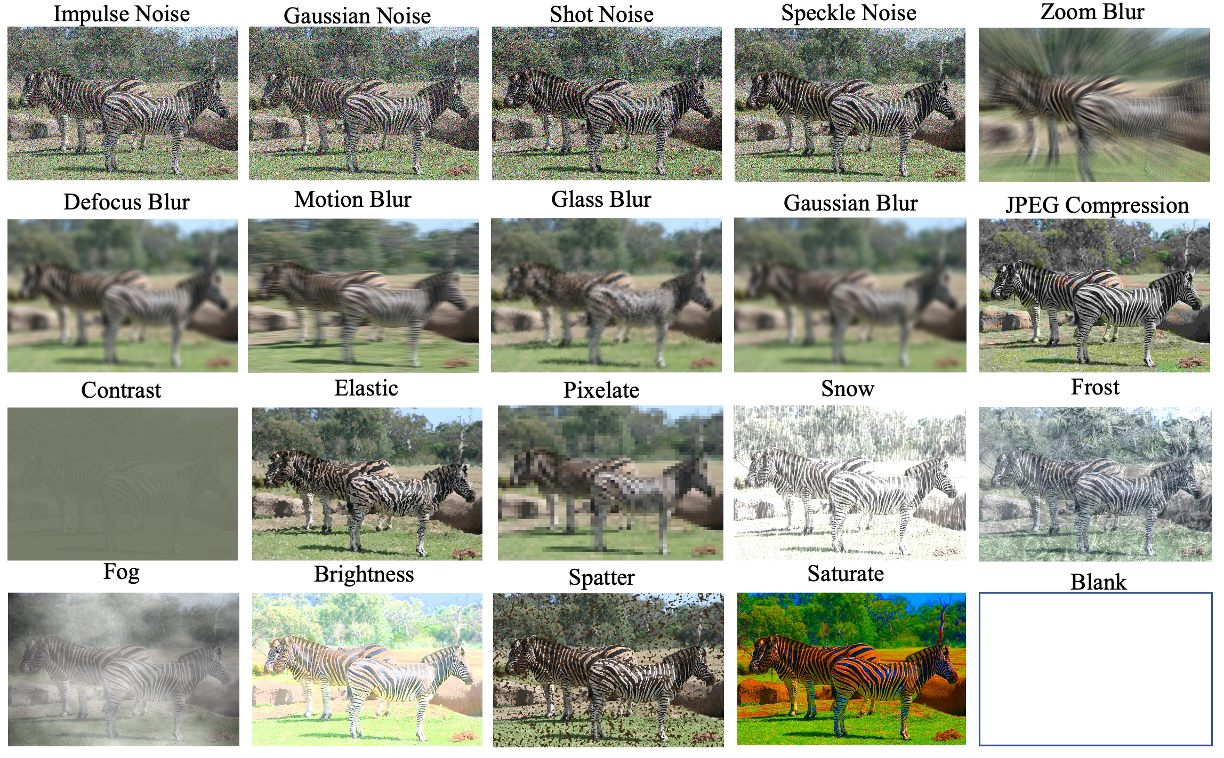 Impulse Noise
Gaussian Noise
Shot Noise
Speckle Noise
Zoom Blur
Defocus Blur
Motion Blur
Glass Blur
Gaussian Blur
JPEG Compression
Contrast
Elastic
Pixelate
Snow
Frost
Fog
Brightness
Spatter
Saturate
Blank